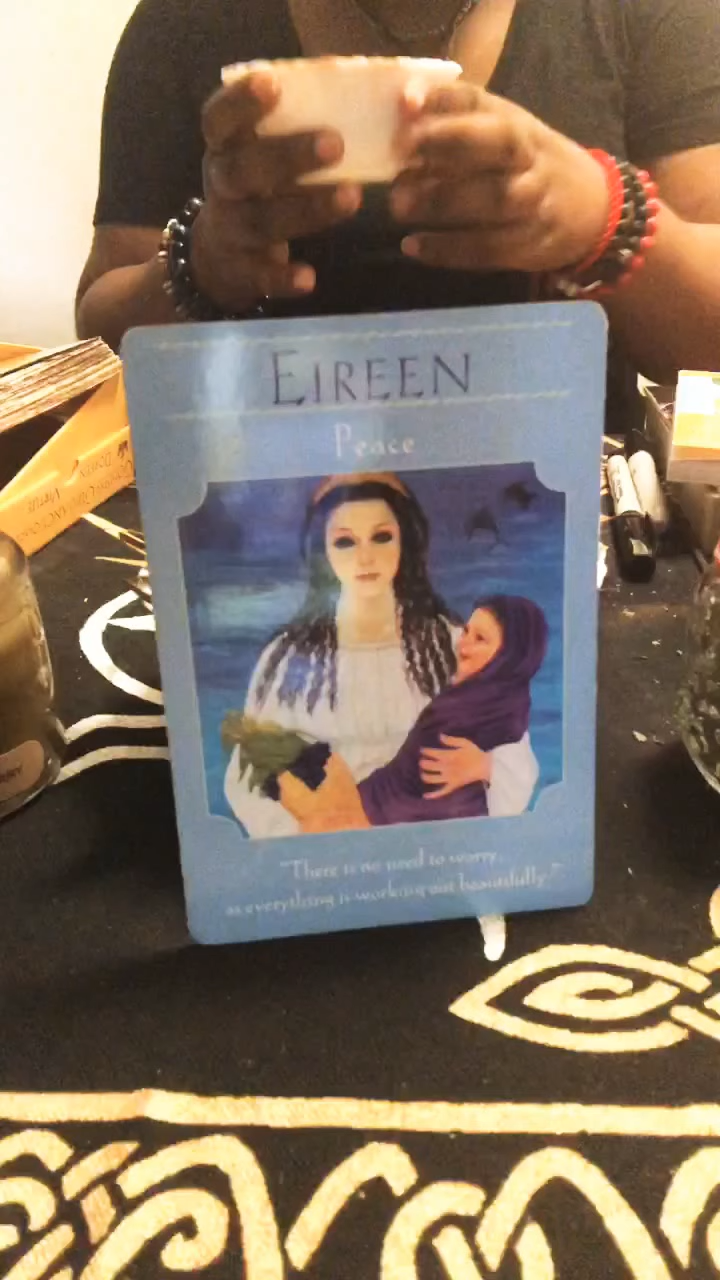 EIREEN
Peace
"There is no need to worry,
as everything is working out beautifully."